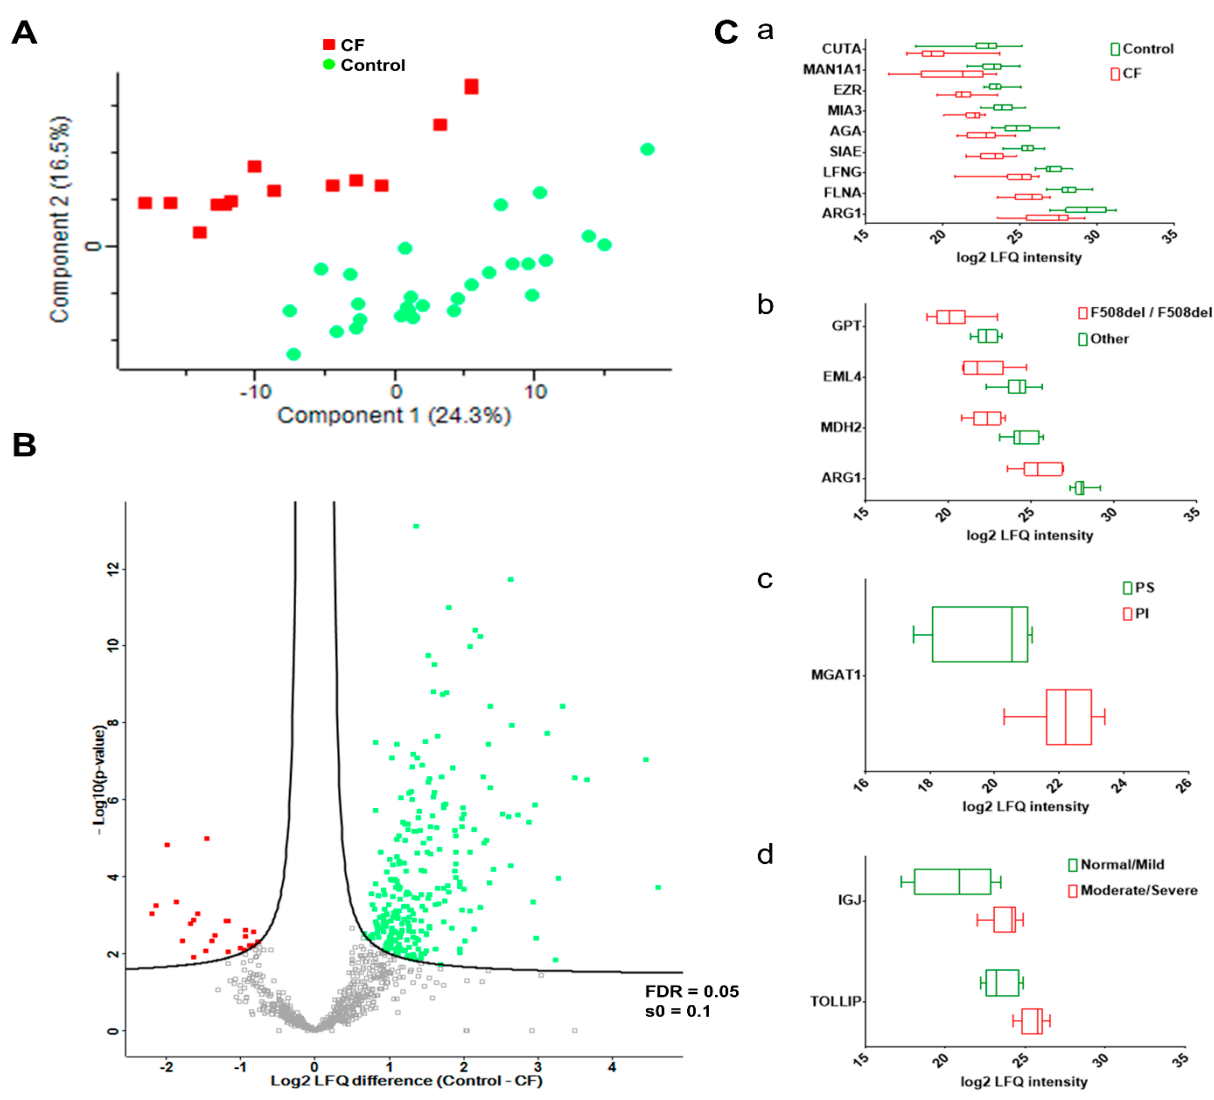 A
CF
Control
Component 2 (16.5%)
0
-10
0
10
Component 1 (24.3%)
B
- Log10(p-value)
12
10
8
6
4
2
0
-2
-1
0
1
2
3
4
Log2 LFQ difference (Control - CF)
FDR = 0.05
s0 = 0.1
C
a
Control
CF
CUTA
MAN1A1
EZR
MIA3
AGA
SIAE
LFNG
FLNA
ARG1
15
20
25
30
35
log2 LFQ intensity
b
F508del / F508del
Other
GPT
EML4
MDH2
ARG1
15
20
25
30
35
log2 LFQ intensity
c
PS
PI
MGAT1
16
18
20
22
24
26
log2 LFQ intensity
d
Normal/Mild
Moderate/Severe
IGJ
TOLLIP
15
20
25
30
35
log2 LFQ intensity